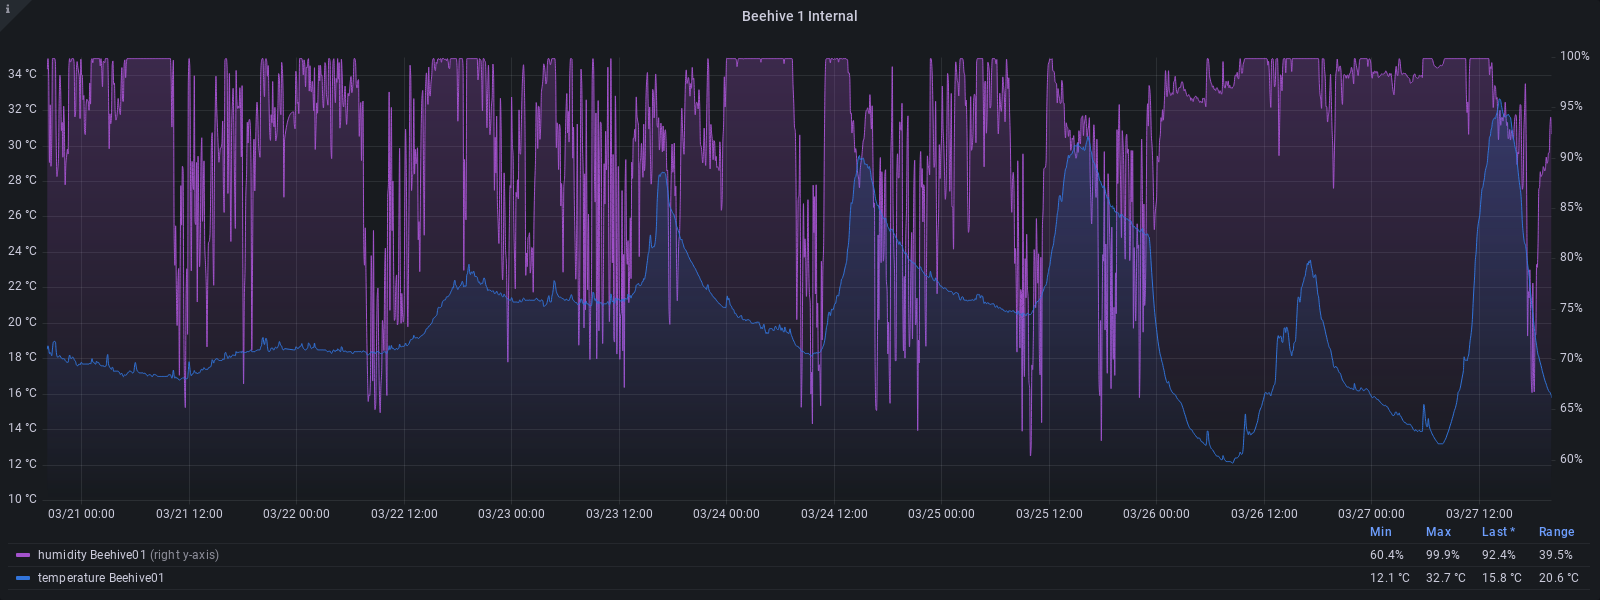 i
Beehive 1 Internal
34 °C
32 °C
30 °C
28 °C
26 °C
24 °C
22 °C
20 °C
18 °C
16 °C
14 °C
12 °C
10 °C
100%
95%
90%
85%
80%
75%
70%
65%
60%
03/21 00:00 03/21 12:00 03/22 00:00 03/22 12:00 03/23 00:00 03/23 12:00 03/24 00:00 03/24 12:00 03/25 00:00 03/25 12:00 03/26 00:00 03/26 12:00 03/27 00:00 03/27 12:00
Min Max Last * Range
humidity Beehive01 (right y-axis) 60.4% 99.9% 92.4% 39.5%
temperature Beehive01 12.1 °C 32.7 °C 15.8 °C 20.6 °C